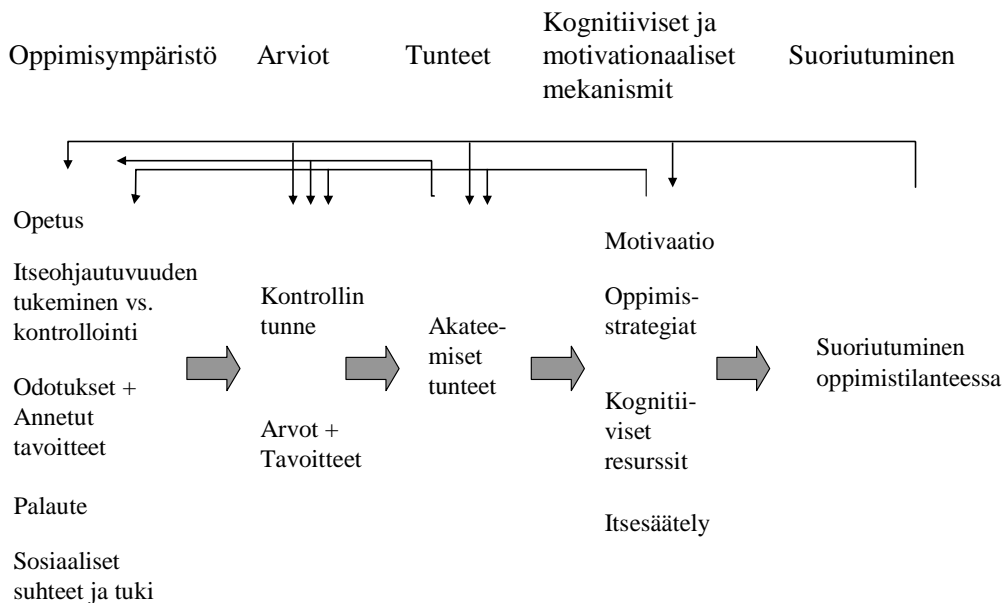 Oppimisympäristö
Arviot
Tunteet
Kognitiiviset ja
motivationaaliset
mekanismit
Suoriutuminen
Opetus
Itseohjautuvuuden
tukeminen vs.
kontrollointi
Odotukset +
Annetut
tavoitteet
Palaute
Sosiaaliset
suhteet ja tuki
Kontrollin
tunne
Arvot +
Tavoitteet
Akatee-
miset
tunteet
Motivaatio
Oppimis-
strategiat
Kognitii-
viset
resurssit
Itsesäätely
Suoriutuminen
oppimistilanteessa